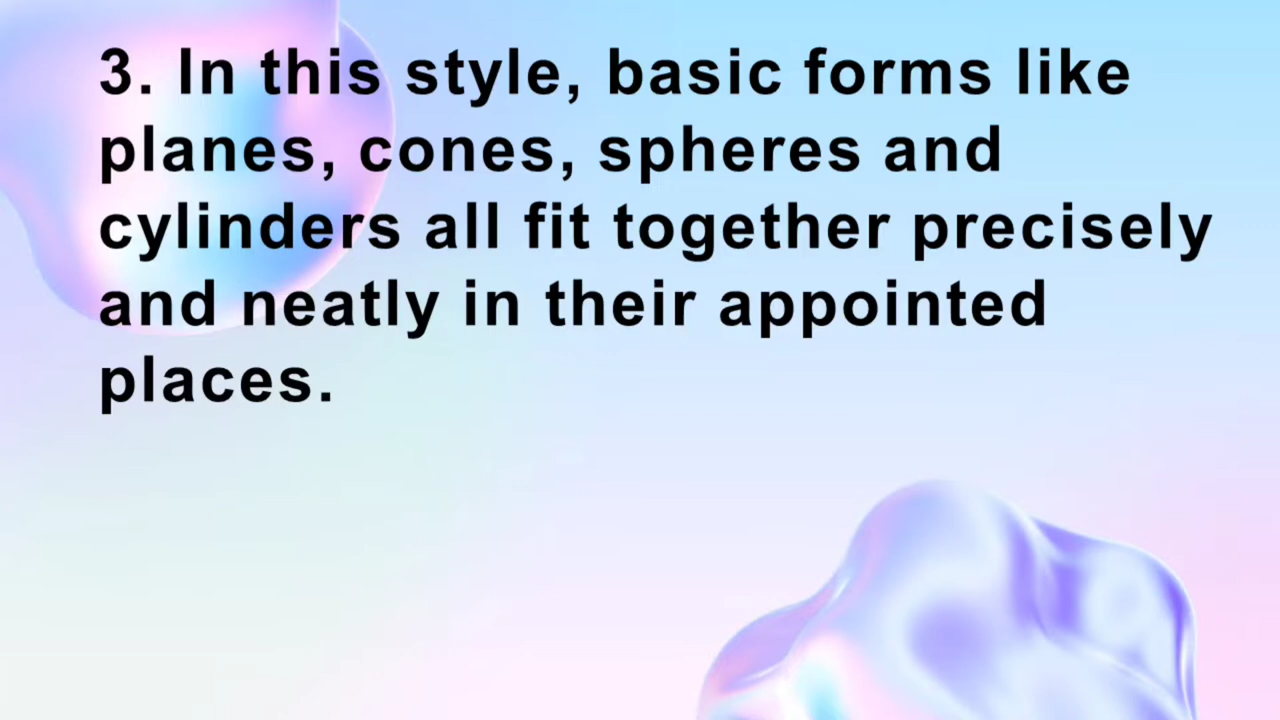 3. In this style, basic forms like
planes, cones, spheres and
cylinders all fit together precisely
and neatly in their appointed
places.